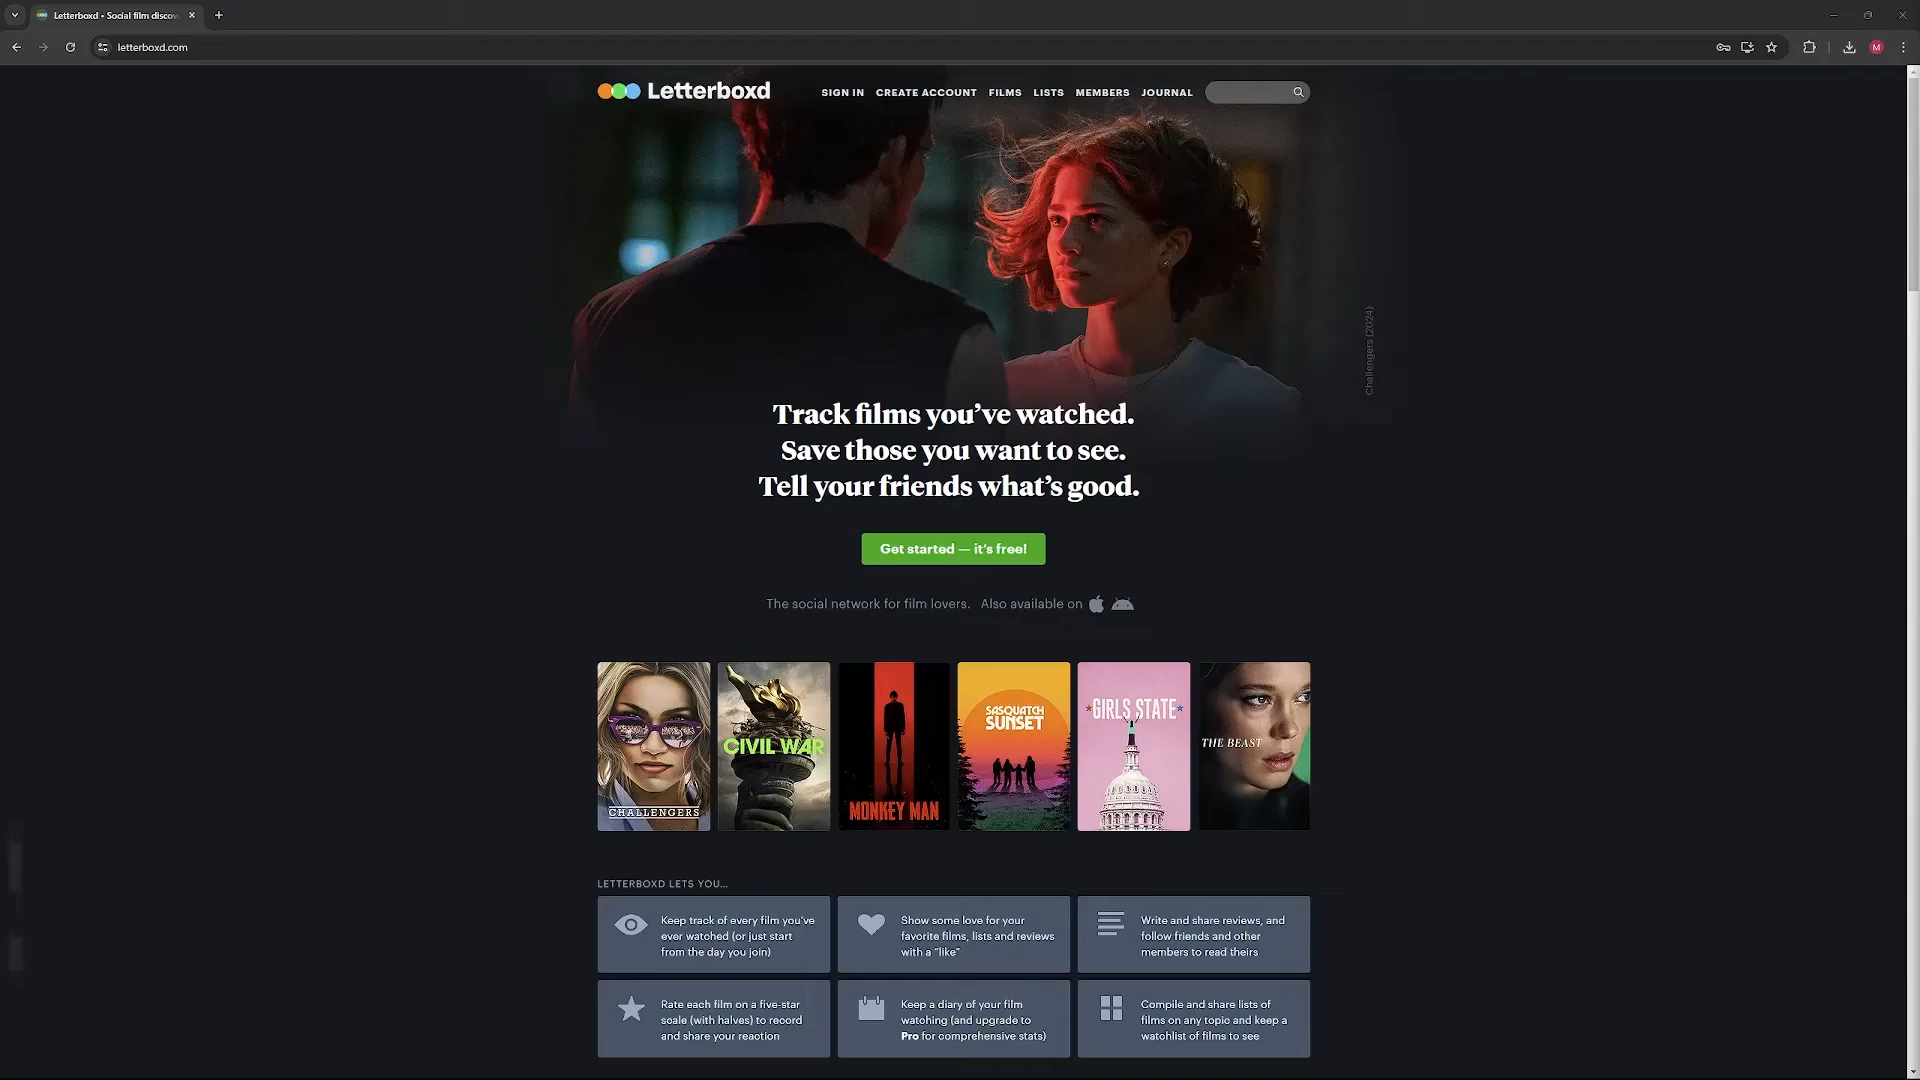 Letterboxd • Social film discov
letterboxd.com
M
Letterboxd
SIGN IN
CREATE ACCOUNT
FILMS
LISTS
MEMBERS
JOURNAL
Challengers (2024)
Track films you’ve watched.
Save those you want to see.
Tell your friends what’s good.
Get started — it’s free!
The social network for film lovers. Also available on
CHALLENGERS
CIVIL WAR
MONKEY MAN
SASQUATCH
SUNSET
GIRLS STATE
THE BEAST
LETTERBOXD LETS YOU...
Keep track of every film you’ve
ever watched (or just start
from the day you join)
Show some love for your
favorite films, lists and reviews
with a “like”
Write and share reviews, and
follow friends and other
members to read theirs
Rate each film on a five-star
scale (with halves) to record
and share your reaction
Keep a diary of your film
watching (and upgrade to
Pro for comprehensive stats)
Compile and share lists of
films on any topic and keep a
watchlist of films to see